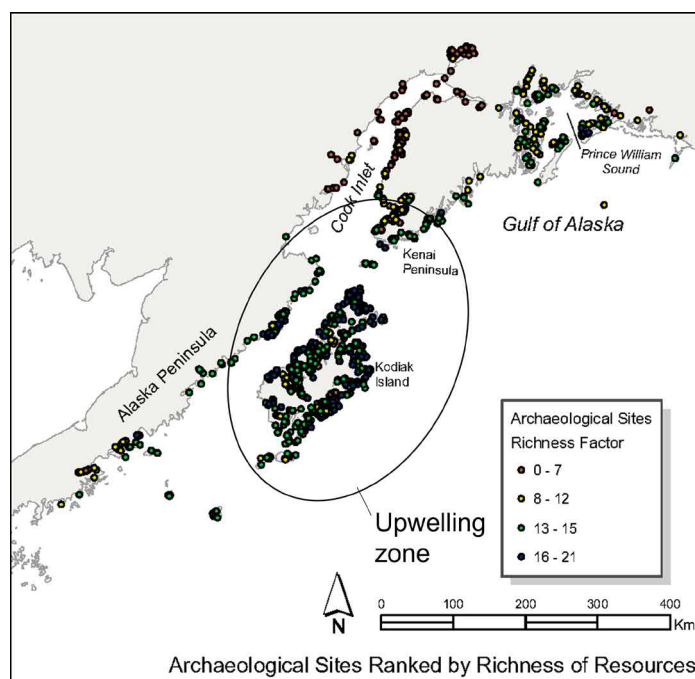 Prince William
Sound
Cook Inlet
Gulf of Alaska
Kenai
Peninsula
Alaska Peninsula
Kodiak
Island
Archaeological Sites
Richness Factor
0 - 7
8 - 12
13 - 15
16 - 21
Upwelling
zone
N
0 100 200 300 400
Km
Archaeological Sites Ranked by Richness of Resources